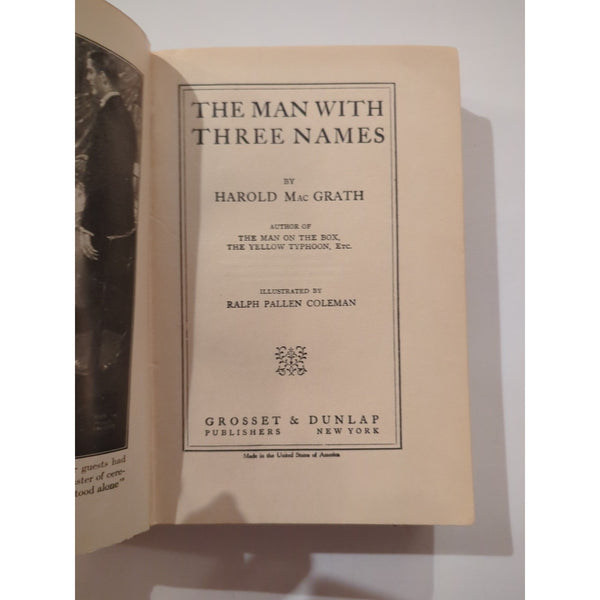 THE MAN WITH
THREE NAMES
BY
HAROLD MAC GRATH
AUTHOR OF
THE MAN ON THE BOX,
THE YELLOW TYPHOON, ETC.
ILLUSTRATED BY
RALPH PALLEN COLEMAN
GROSSET & DUNLAP
PUBLISHERS NEW YORK
Made in the United States of America
guests had
ster of cere-
tood alone"